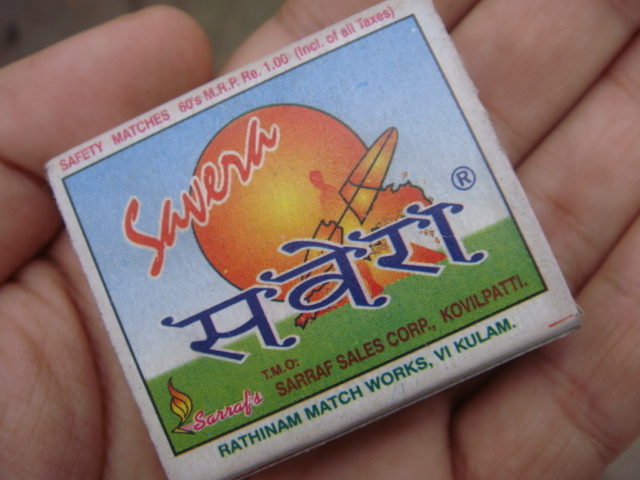 SAFETY MATCHES 60's M.R.P. Re. 1.00 (Incl. of all Taxes)
Savera
®
सवेरा
T.M.O:
SARRAF SALES CORP., KOVILPATTI.
Sarraf's
RATHINAM MATCH WORKS, VI KULAM.